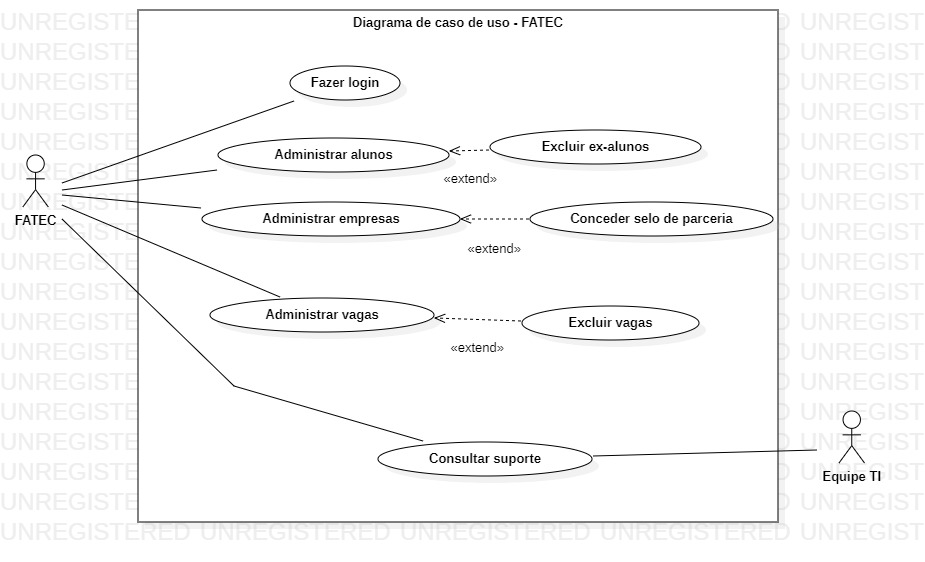 Diagrama de caso de uso - FATEC
Fazer login
Administrar alunos
Excluir ex-alunos
«extend»
FATEC
Administrar empresas
Conceder selo de parceria
«extend»
Administrar vagas
Excluir vagas
«extend»
Consultar suporte
Equipe TI
UNREGISTERED UNREGISTERED UNREGISTERED UNREGISTERED UNREGIST